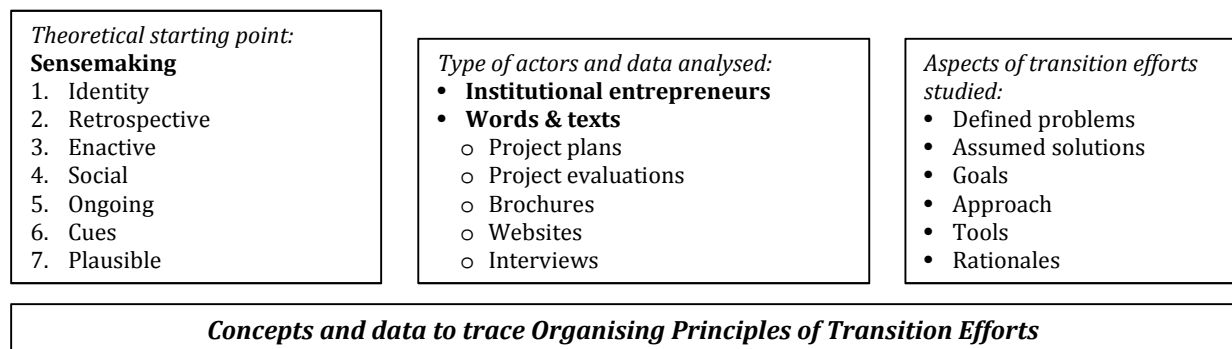 Theoretical starting point:
Sensemaking
1. Identity
2. Retrospective
3. Enactive
4. Social
5. Ongoing
6. Cues
7. Plausible
Type of actors and data analysed:
• Institutional entrepreneurs
• Words & texts
o Project plans
o Project evaluations
o Brochures
o Websites
o Interviews
Aspects of transition efforts
studied:
• Defined problems
• Assumed solutions
• Goals
• Approach
• Tools
• Rationales
Concepts and data to trace Organising Principles of Transition Efforts